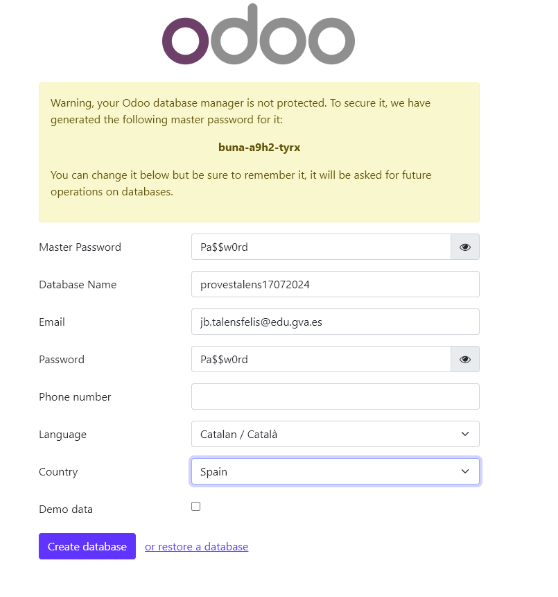 odoo
Warning, your Odoo database manager is not protected. To secure it, we have
generated the following master password for it:
buna-a9h2-tyrx
You can change it below but be sure to remember it, it will be asked for future
operations on databases.
Master Password Pa$$w0rd
Database Name provestalens17072024
Email jb.talensfelis@edu.gva.es
Password Pa$$w0rd
Phone number
Language Catalan / Català
Country Spain
Demo data
Create database or restore a database